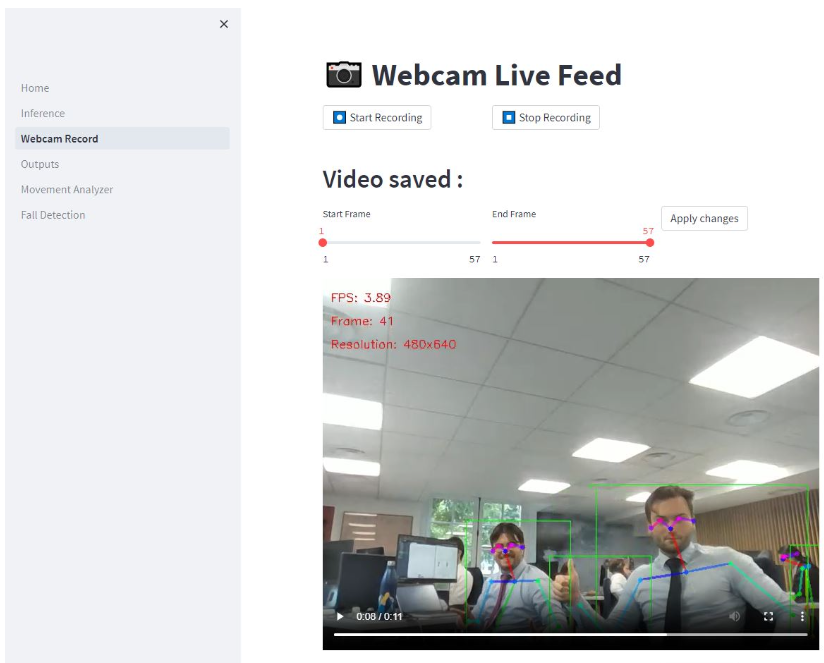 Home
Inference
Webcam Record
Outputs
Movement Analyzer
Fall Detection
Webcam Live Feed
Start Recording
Stop Recording
Video saved :
Start Frame
End Frame
Apply changes
1
57
1
57
1
57
FPS: 3.89
Frame: 41
Resolution: 480x640
0:08 / 0:11